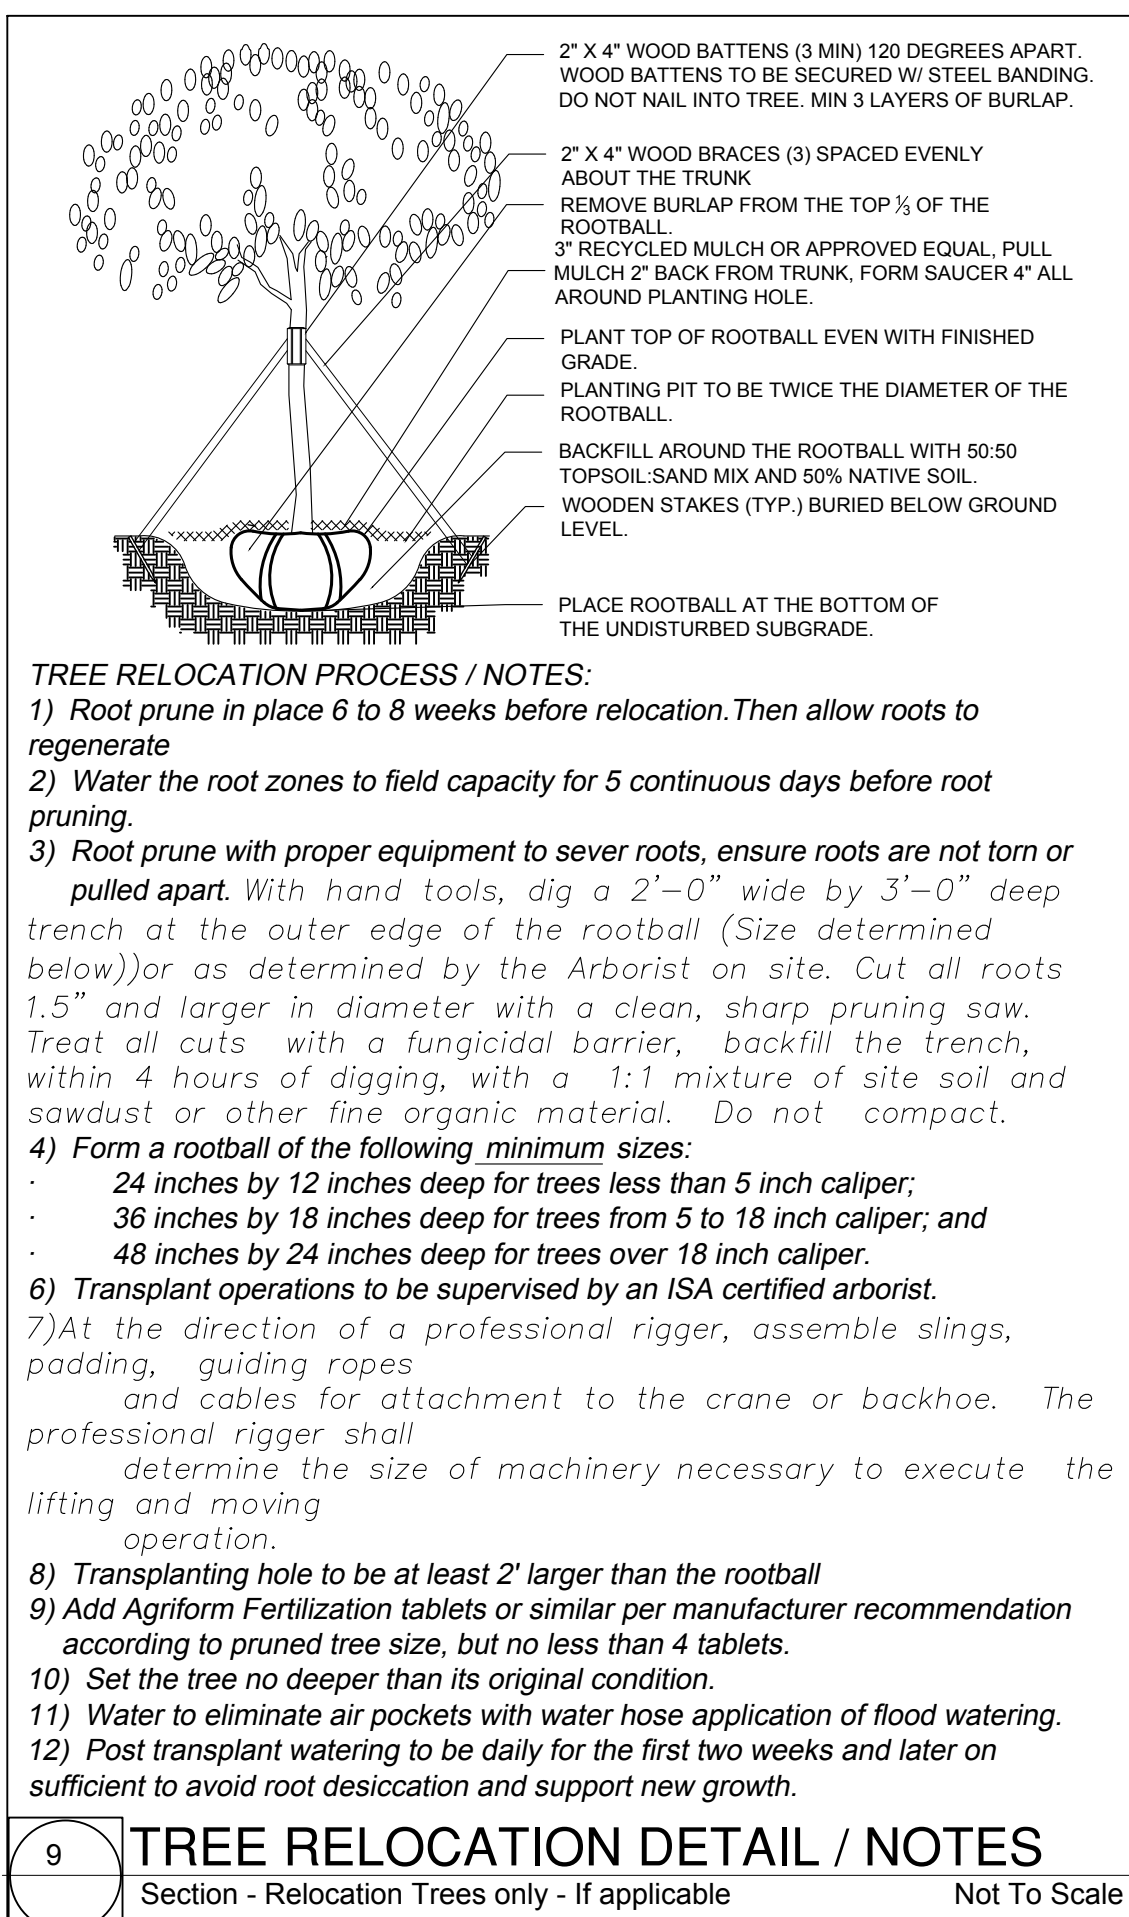 2" X 4" WOOD BATTENS (3 MIN) 120 DEGREES APART.
WOOD BATTENS TO BE SECURED W/ STEEL BANDING.
DO NOT NAIL INTO TREE. MIN 3 LAYERS OF BURLAP.
2" X 4" WOOD BRACES (3) SPACED EVENLY
ABOUT THE TRUNK
REMOVE BURLAP FROM THE TOP ⅓ OF THE
ROOTBALL.
3" RECYCLED MULCH OR APPROVED EQUAL, PULL
MULCH 2" BACK FROM TRUNK, FORM SAUCER 4" ALL
AROUND PLANTING HOLE.
PLANT TOP OF ROOTBALL EVEN WITH FINISHED
GRADE.
PLANTING PIT TO BE TWICE THE DIAMETER OF THE
ROOTBALL.
BACKFILL AROUND THE ROOTBALL WITH 50:50
TOPSOIL:SAND MIX AND 50% NATIVE SOIL.
WOODEN STAKES (TYP.) BURIED BELOW GROUND
LEVEL.
PLACE ROOTBALL AT THE BOTTOM OF
THE UNDISTURBED SUBGRADE.
TREE RELOCATION PROCESS / NOTES:
1) Root prune in place 6 to 8 weeks before relocation.Then allow roots to
regenerate
2) Water the root zones to field capacity for 5 continuous days before root
pruning.
3) Root prune with proper equipment to sever roots, ensure roots are not torn or
pulled apart. With hand tools, dig a 2'-0" wide by 3'-0" deep
trench at the outer edge of the rootball (Size determined
below))or as determined by the Arborist on site. Cut all roots
1.5" and larger in diameter with a clean, sharp pruning saw.
Treat all cuts with a fungicidal barrier, backfill the trench,
within 4 hours of digging, with a 1:1 mixture of site soil and
sawdust or other fine organic material. Do not compact.
4) Form a rootball of the following minimum sizes:
· 24 inches by 12 inches deep for trees less than 5 inch caliper;
· 36 inches by 18 inches deep for trees from 5 to 18 inch caliper; and
· 48 inches by 24 inches deep for trees over 18 inch caliper.
6) Transplant operations to be supervised by an ISA certified arborist.
7)At the direction of a professional rigger, assemble slings,
padding, guiding ropes
and cables for attachment to the crane or backhoe. The
professional rigger shall
determine the size of machinery necessary to execute the
lifting and moving
operation.
8) Transplanting hole to be at least 2' larger than the rootball
9) Add Agriform Fertilization tablets or similar per manufacturer recommendation
according to pruned tree size, but no less than 4 tablets.
10) Set the tree no deeper than its original condition.
11) Water to eliminate air pockets with water hose application of flood watering.
12) Post transplant watering to be daily for the first two weeks and later on
sufficient to avoid root desiccation and support new growth.
9 TREE RELOCATION DETAIL / NOTES
Section - Relocation Trees only - If applicable Not To Scale